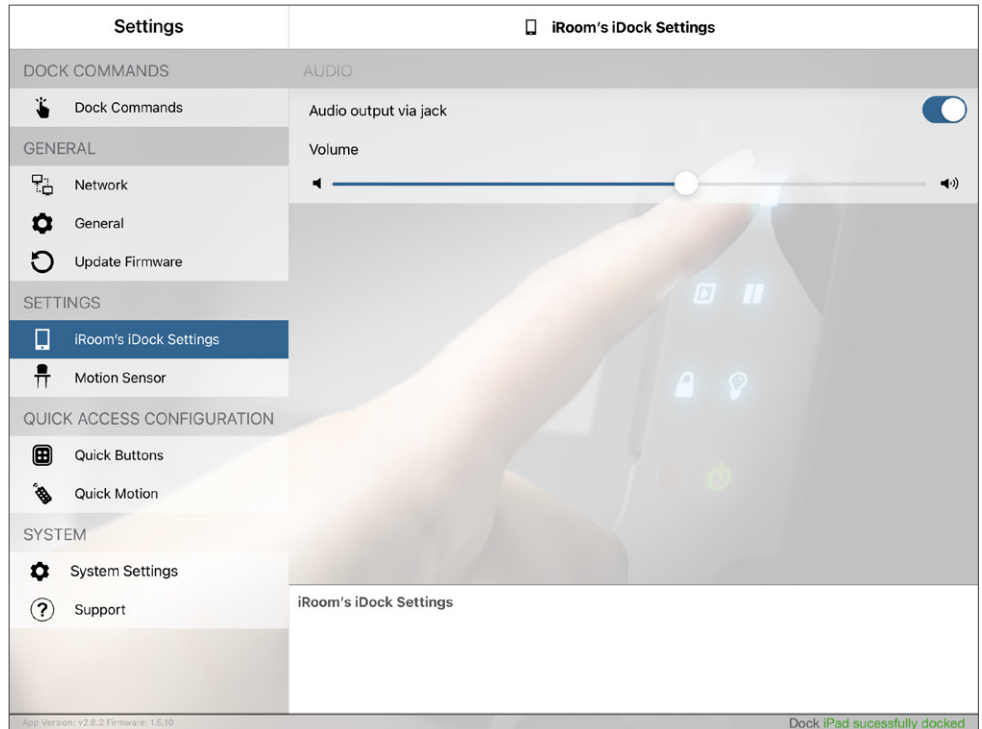 Settings
iRoom's iDock Settings
DOCK COMMANDS
Dock Commands
GENERAL
Network
General
Update Firmware
SETTINGS
iRoom's iDock Settings
Motion Sensor
QUICK ACCESS CONFIGURATION
Quick Buttons
Quick Motion
SYSTEM
System Settings
Support
App Version: v2.8.2 Firmware: 1.5.10
AUDIO
Audio output via jack
Volume
iRoom's iDock Settings
Dock iPad sucessfully docked